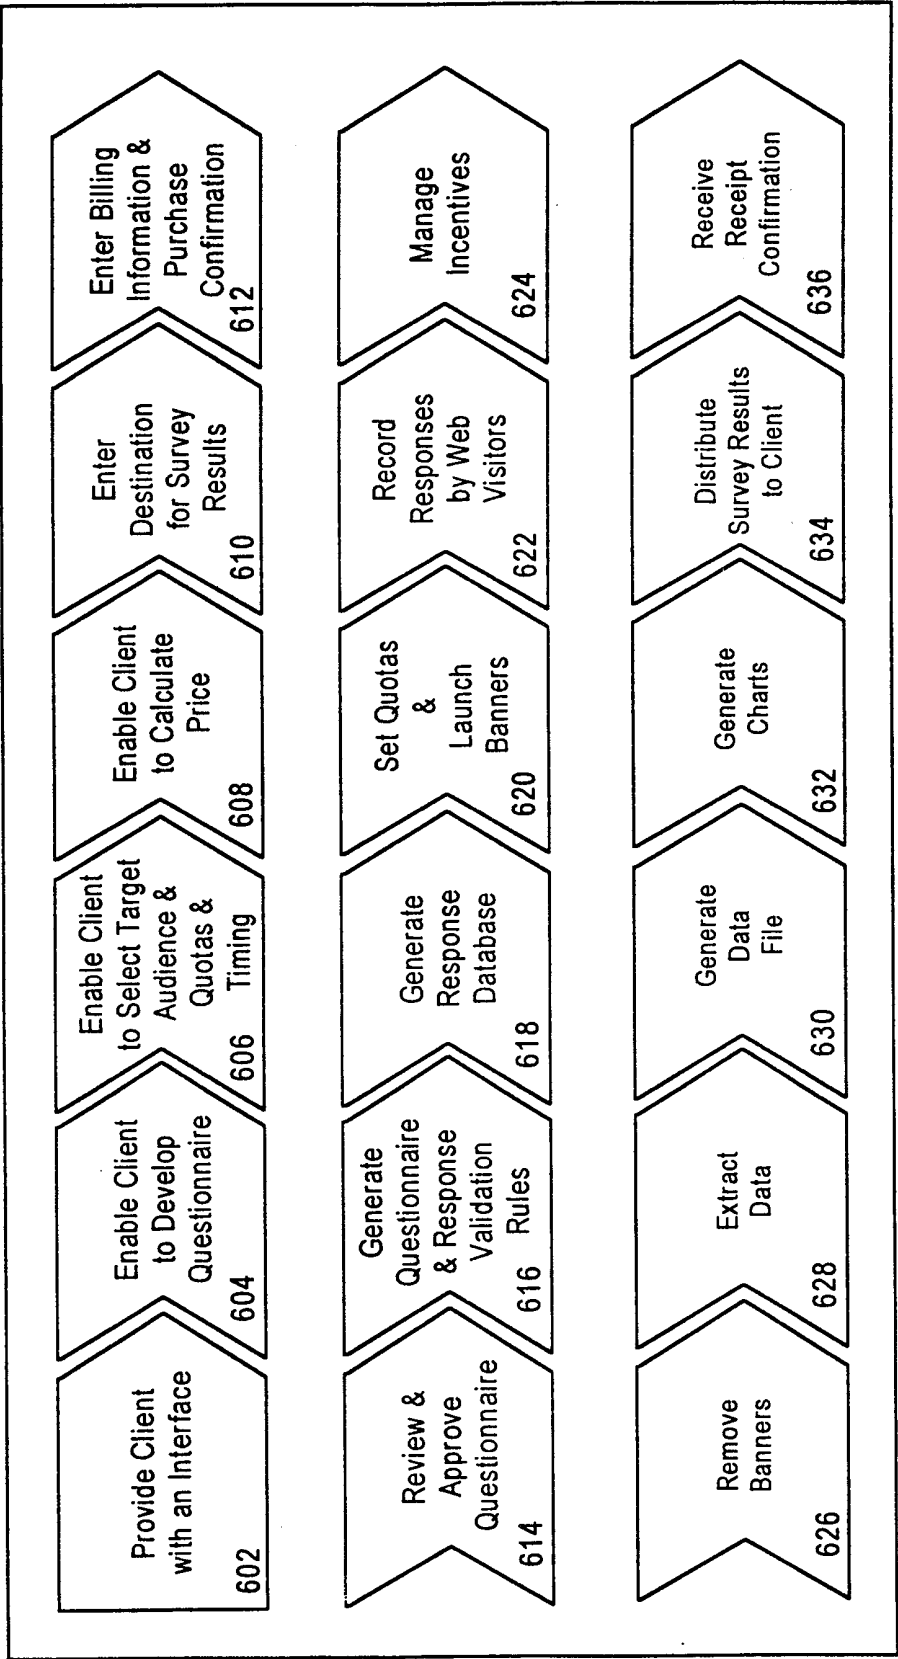 Provide Client
with an Interface
602
Enable Client
to Develop
Questionnaire
604
Enable Client
to Select Target
Audience &
Quotas &
Timing
606
Enable Client
to Calculate
Price
608
Enter
Destination
for Survey
Results
610
Enter Billing
Information &
Purchase
Confirmation
612
Review &
Approve
Questionnaire
614
Generate
Questionnaire
& Response
Validation
Rules
616
Generate
Response
Database
618
Set Quotas
&
Launch
Banners
620
Record
Responses
by Web
Visitors
622
Manage
Incentives
624
Remove
Banners
626
Extract
Data
628
Generate
Data
File
630
Generate
Charts
632
Distribute
Survey Results
to Client
634
Receive
Receipt
Confirmation
636